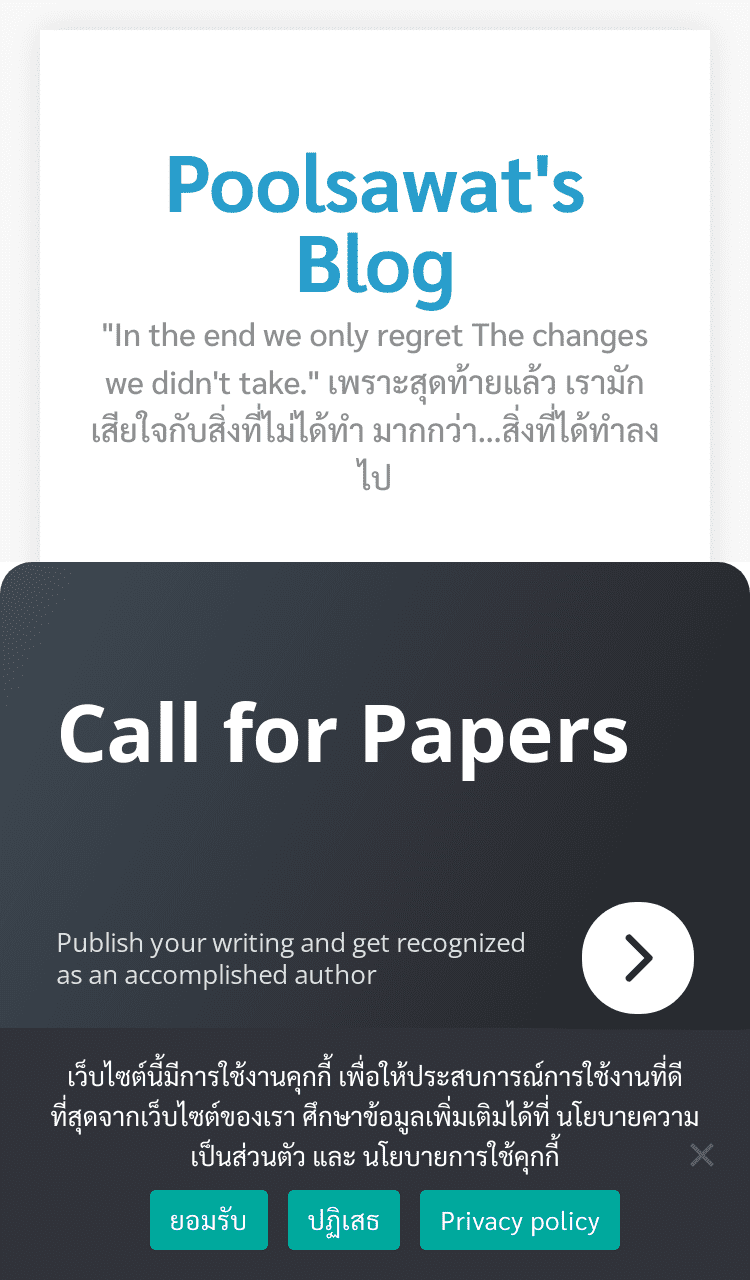 Poolsawat's
Blog
"In the end we only regret The changes
we didn't take." เพราะสุดท้ายแล้ว เรามัก
เสียใจกับสิ่งที่ไม่ได้ทำ มากกว่า...สิ่งที่ได้ทำลง
ไป
Call for Papers
Publish your writing and get recognized
as an accomplished author
เว็บไซต์นี้มีการใช้งานคุกกี้ เพื่อให้ประสบการณ์การใช้งานที่ดี
ที่สุดจากเว็บไซต์ของเรา ศึกษาข้อมูลเพิ่มเติมได้ที่ นโยบายความ
เป็นส่วนตัว และ นโยบายการใช้คุกกี้
ยอมรับ ปฏิเสธ Privacy policy